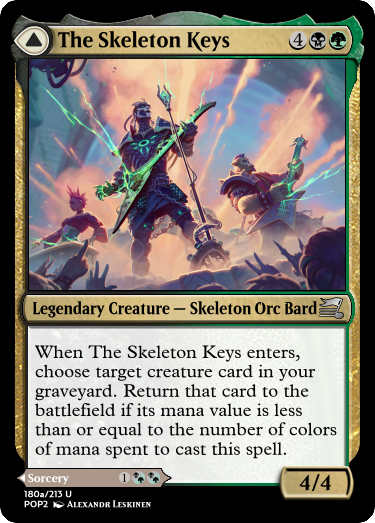 The Skeleton Keys 4
Legendary Creature — Skeleton Orc Bard
When The Skeleton Keys enters,
choose target creature card in your
graveyard. Return that card to the
battlefield if its mana value is less
than or equal to the number of colors
of mana spent to cast this spell.
Sorcery 1
4/4
180a/213 U
POP2 Alexandr Leskinen